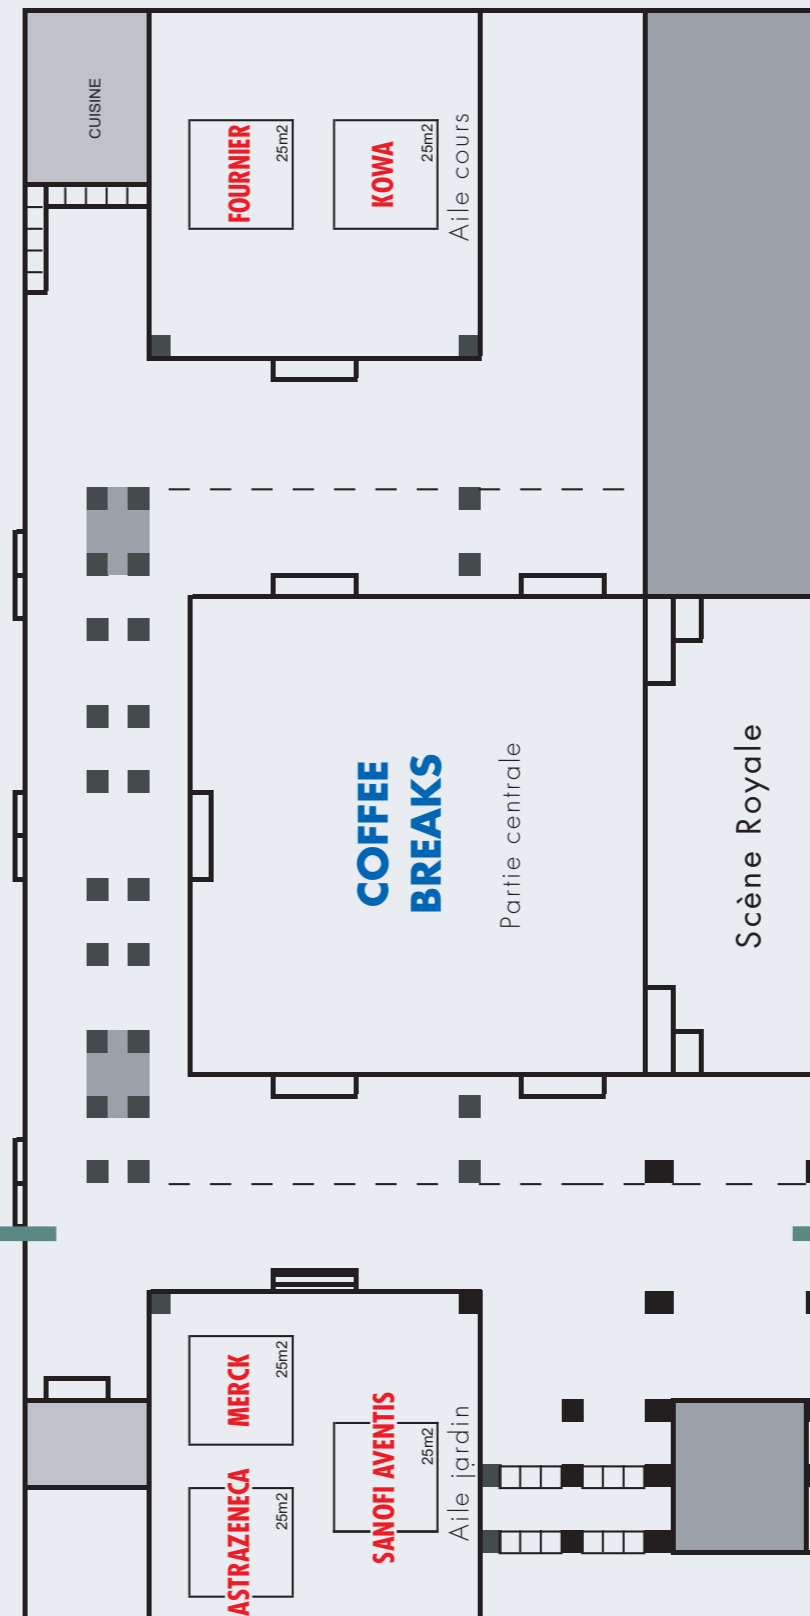 CUISINE
FOURNIER
25m2
KOWA
25m2
Aile cours
COFFEE
BREAKS
Partie centrale
Scène Royale
MERCK
25m2
SANOFI AVENTIS
25m2
Aile jardin
ASTRAZENECA
25m2